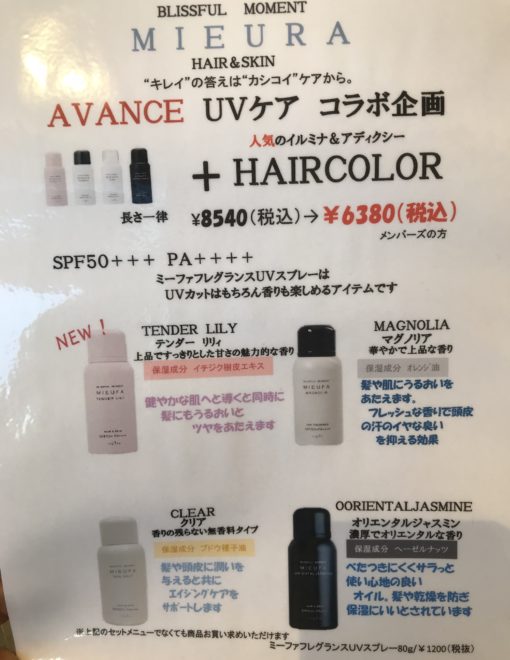 BLISSFUL MOMENT
MIEURA
HAIR&SKIN
“キレイ”の答えは“カシコイ”ケアから。
AVANCE UVケア コラボ企画
人気のイルミナ&アディクシー
+ HAIRCOLOR
長さ一律 ¥8540(税込)→¥6380(税込)
メンバーズの方
SPF50+++ PA++++
ミーファフレグランスUVスプレーは
UVカットはもちろん香りも楽しめるアイテムです
NEW!
TENDER LILY
テンダー リリィ
上品ですっきりとした甘さの魅力的な香り
保湿成分 イチジク樹皮エキス
健やかな肌へと導くと同時に
髪にもうるおいと
ツヤをあたえます
MIEUFA
TENDER LILY
MAGNOLIA
マグノリア
華やかで上品な香り
保湿成分 オレンジ油
髪や肌にうるおいを
あたえます。
フレッシュな香りで頭皮
の汗のイヤな臭い
を抑える効果
MIEUFA
MAGNOLIA
CLEAR
クリア
香りの残らない無香料タイプ
保湿成分 ブドウ種子油
髪や頭皮に潤いを
与えると共に
エイジングケアを
サポートします
MIEUFA
OORIENTALJASMINE
オリエンタルジャスミン
濃厚でオリエンタルな香り
保湿成分 ヘーゼルナッツ
べたつきにくくサラっと
使い心地の良い
オイル、髪や乾燥を防ぎ
保湿にいいとされています
MIEUFA
※上記のセットメニューでなくても商品お買い求めいただけます
ミーファフレグランスUVスプレー80g/¥1200(税抜)